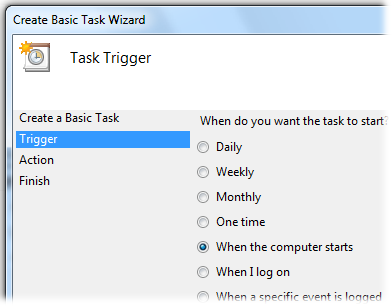 Create Basic Task Wizard
Task Trigger
Create a Basic Task
Trigger
Action
Finish
When do you want the task to start?
Daily
Weekly
Monthly
One time
When the computer starts
When I log on
When a specific event is logged